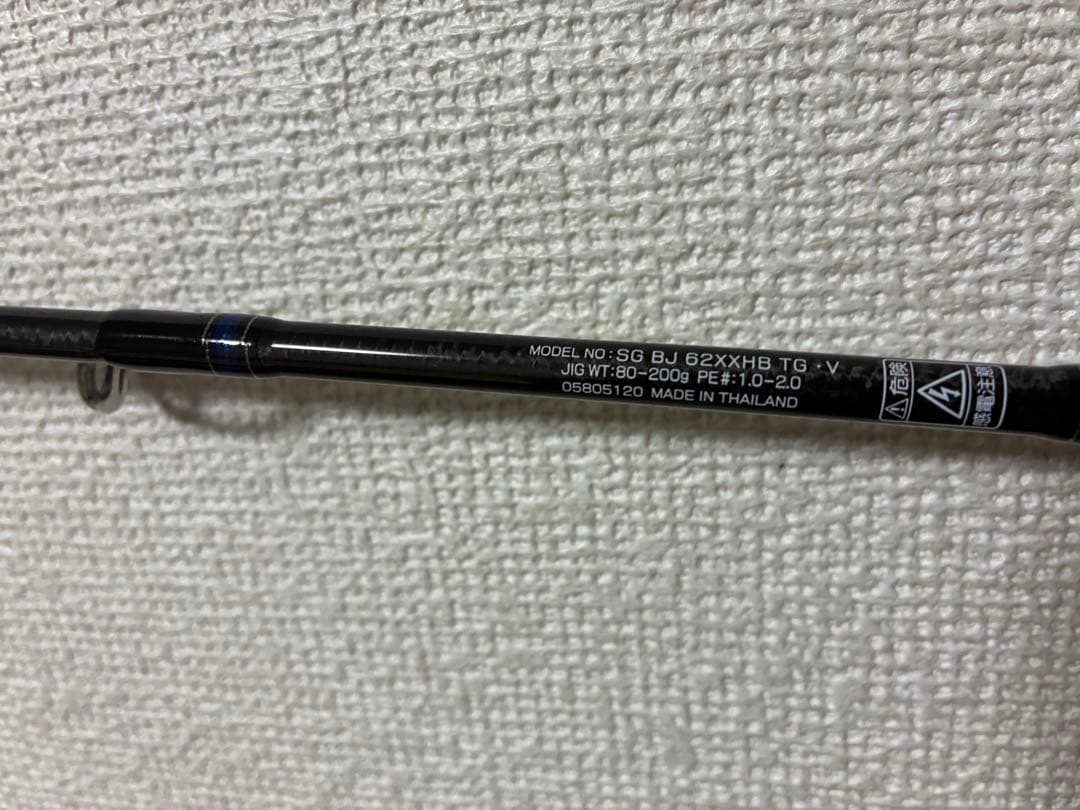 MODEL NO : SG BJ 62XXHB TG・V
JIG WT:80-200g PE#:1.0-2.0
05805120 MADE IN THAILAND
危険
感電注意